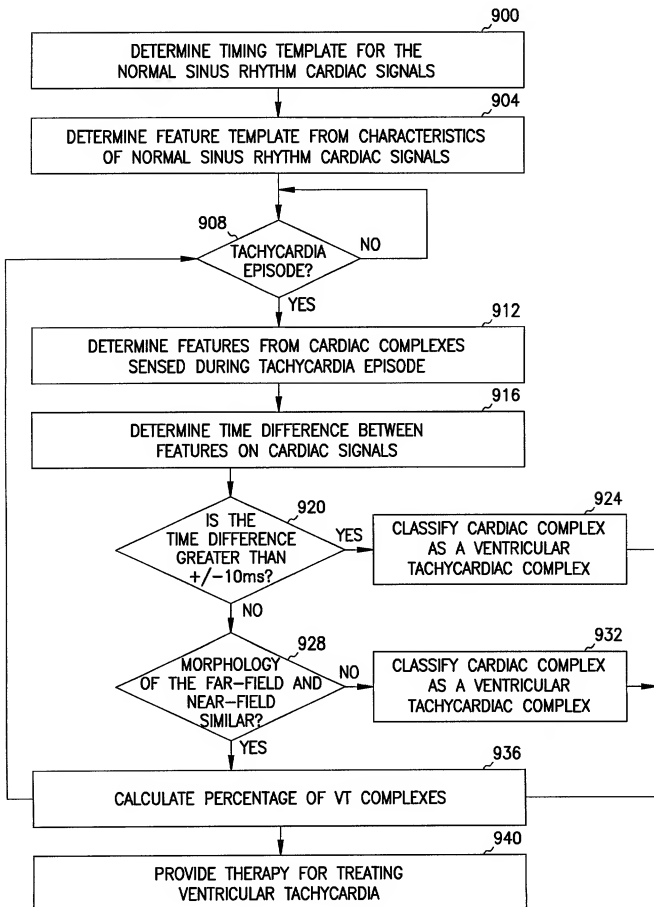 900
DETERMINE TIMING TEMPLATE FOR THE
NORMAL SINUS RHYTHM CARDIAC SIGNALS
904
DETERMINE FEATURE TEMPLATE FROM CHARACTERISTICS
OF NORMAL SINUS RHYTHM CARDIAC SIGNALS
908
TACHYCARDIA
EPISODE?
NO
YES
912
DETERMINE FEATURES FROM CARDIAC COMPLEXES
SENSED DURING TACHYCARDIA EPISODE
916
DETERMINE TIME DIFFERENCE BETWEEN
FEATURES ON CARDIAC SIGNALS
920
IS THE
TIME DIFFERENCE
GREATER THAN
+/-10ms?
YES
NO
924
CLASSIFY CARDIAC COMPLEX
AS A VENTRICULAR
TACHYCARDIAC COMPLEX
928
MORPHOLOGY
OF THE FAR-FIELD AND
NEAR-FIELD
SIMILAR?
NO
YES
932
CLASSIFY CARDIAC COMPLEX
AS A VENTRICULAR
TACHYCARDIAC COMPLEX
936
CALCULATE PERCENTAGE OF VT COMPLEXES
940
PROVIDE THERAPY FOR TREATING
VENTRICULAR TACHYCARDIA